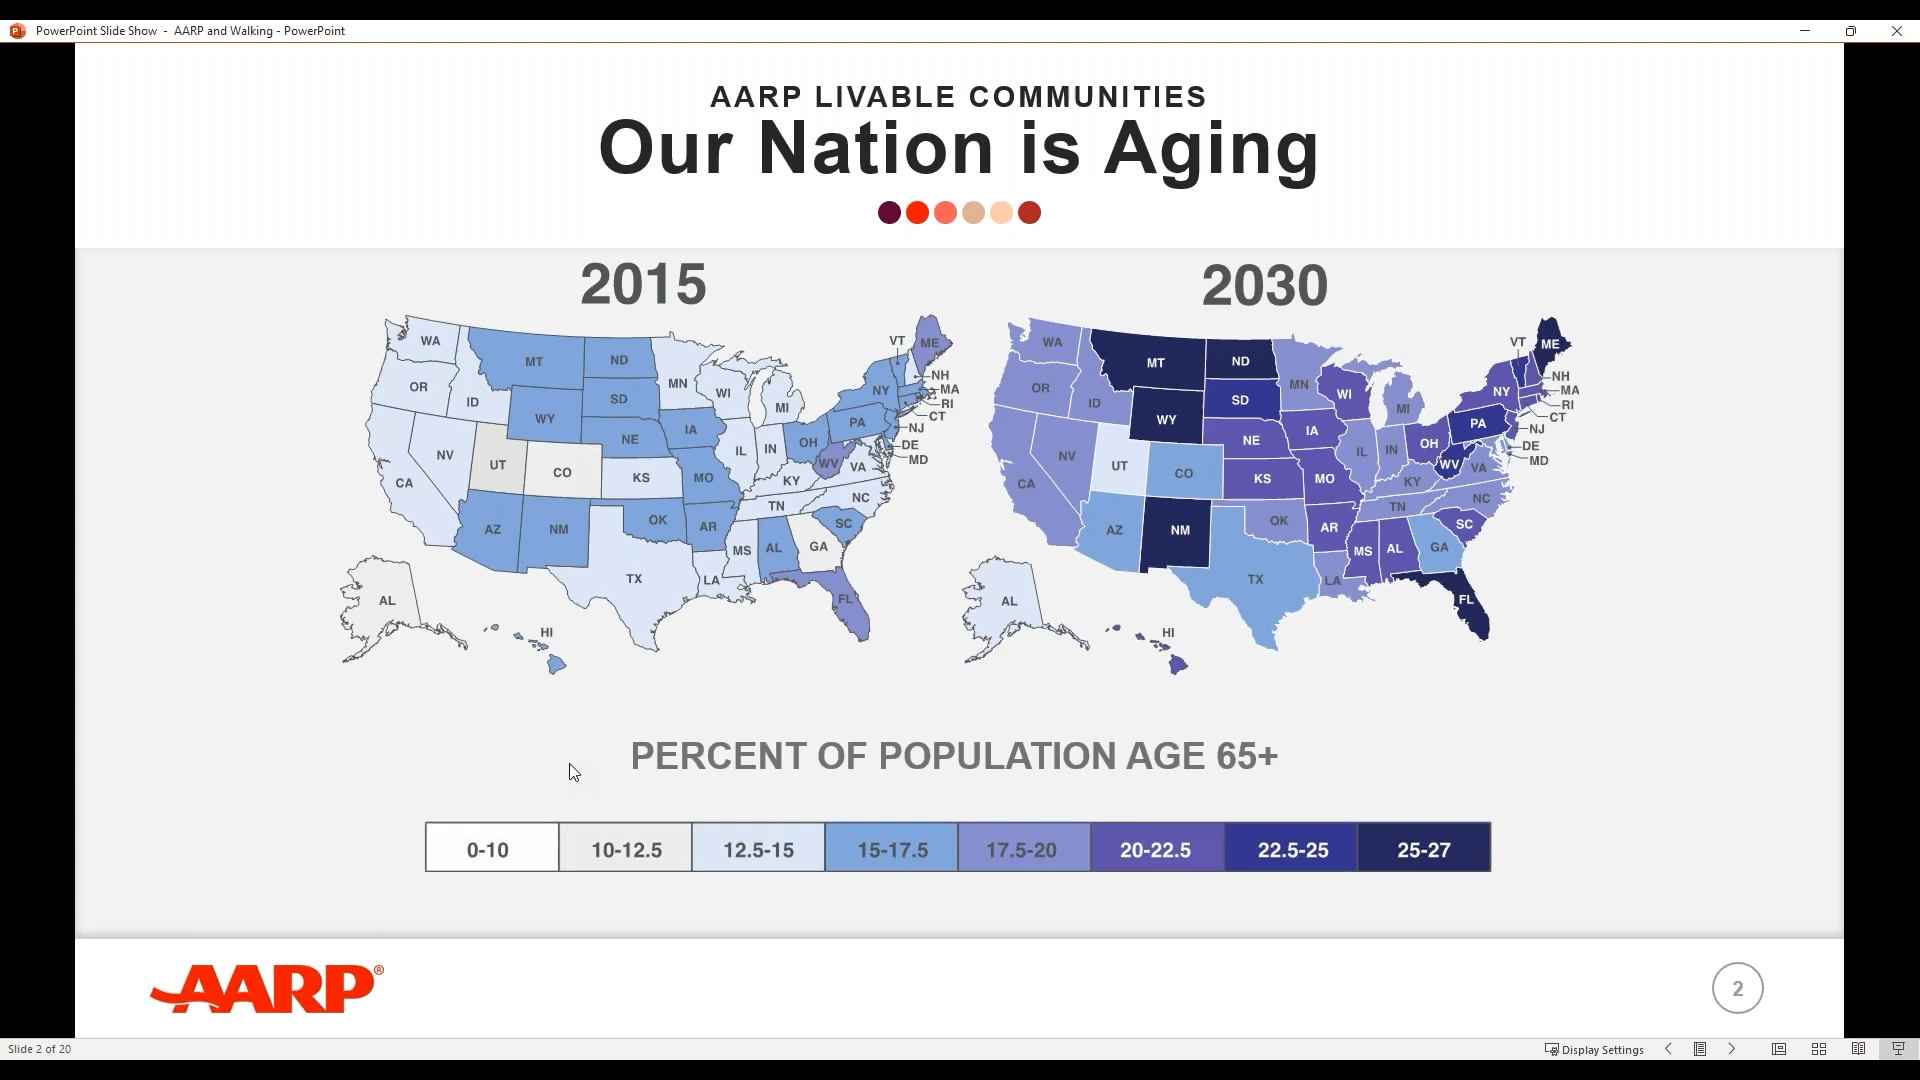 PowerPoint Slide Show - AARP and Walking - PowerPoint
AARP LIVABLE COMMUNITIES
Our Nation is Aging
2015
WA
MT
ND
MN
VT
ME
OR
ID
WY
SD
WI
MI
NY
NH
MA
RI
CT
NJ
DE
MD
NV
UT
CO
NE
IA
IL
IN
OH
PA
WV
VA
CA
KS
MO
KY
NC
TN
AZ
NM
OK
AR
SC
MS
AL
GA
TX
LA
FL
AL
HI
2030
WA
MT
ND
MN
VT
ME
OR
ID
WY
SD
WI
MI
NY
NH
MA
RI
CT
NJ
DE
MD
NV
UT
CO
NE
IA
IL
IN
OH
PA
WV
VA
CA
KS
MO
KY
NC
TN
AZ
NM
OK
AR
SC
MS
AL
GA
TX
LA
FL
AL
HI
PERCENT OF POPULATION AGE 65+
0-10 10-12.5 12.5-15 15-17.5 17.5-20 20-22.5 22.5-25 25-27
AARP®
2
Slide 2 of 20
Display Settings